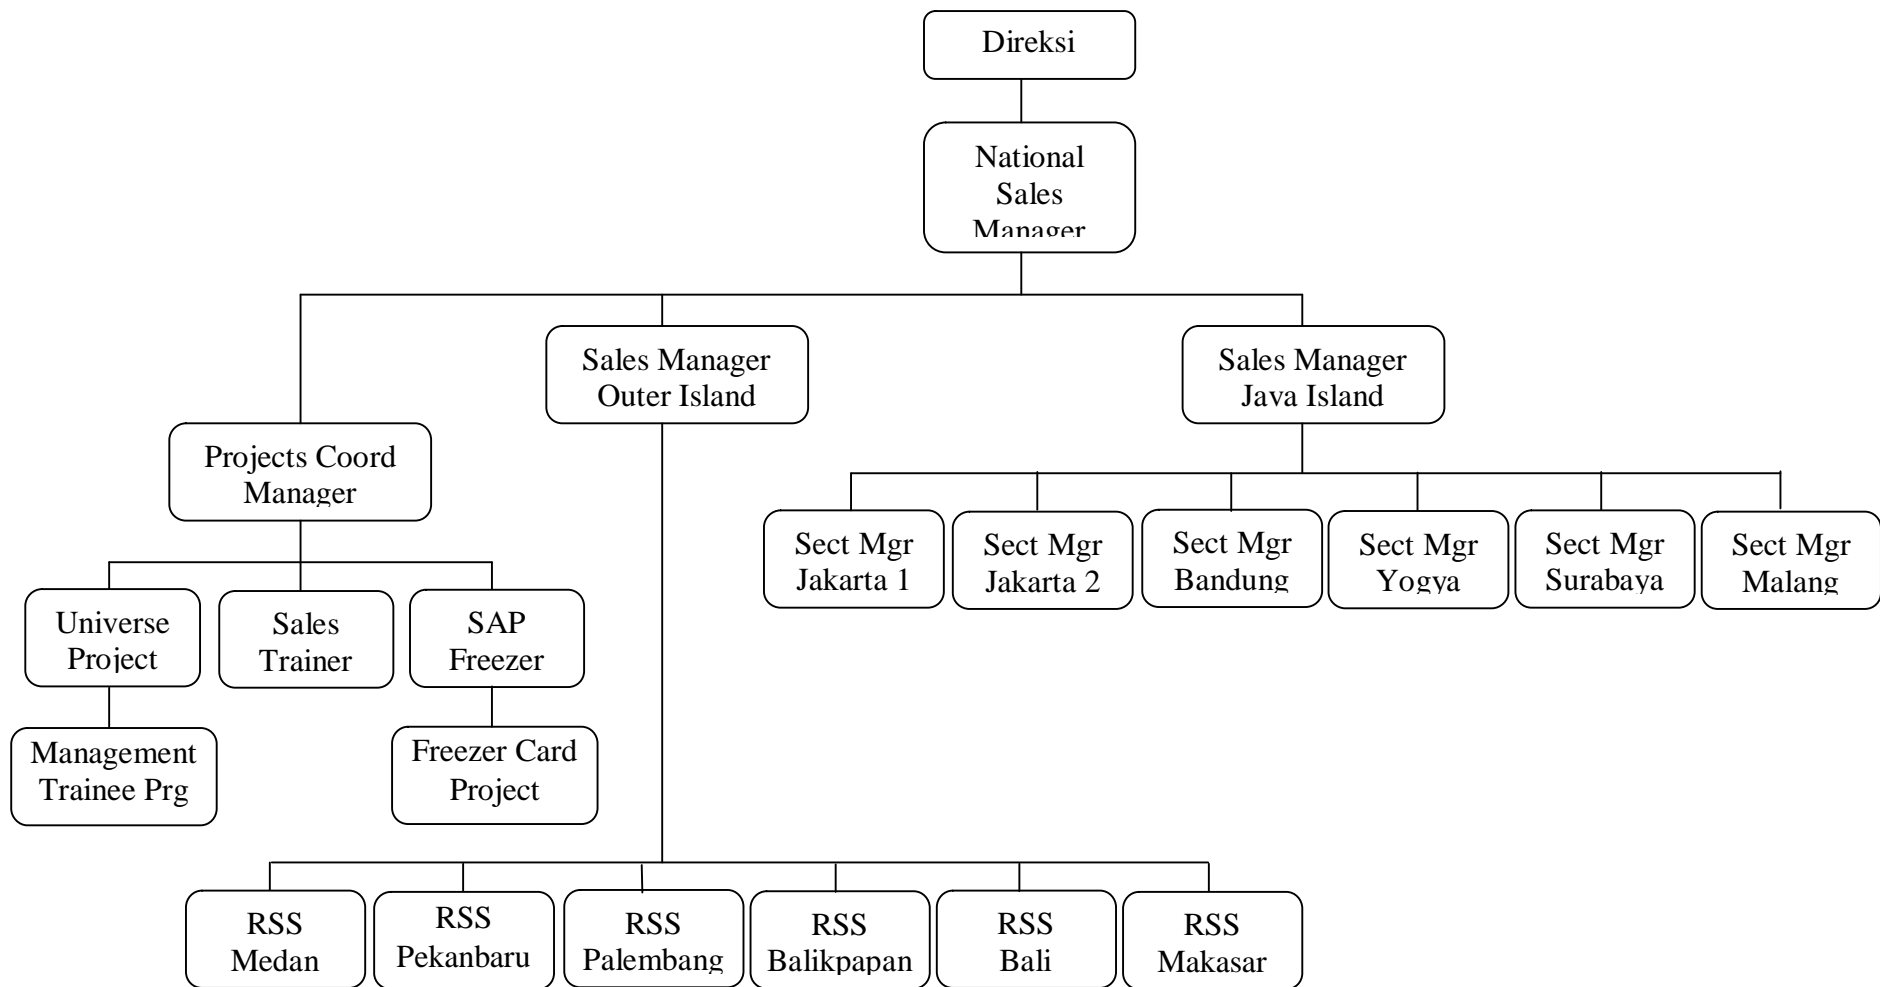 Direksi
National
Sales
Manager
Sales Manager
Outer Island
Sales Manager
Java Island
Projects Coord
Manager
Sect Mgr
Jakarta 1
Sect Mgr
Jakarta 2
Sect Mgr
Bandung
Sect Mgr
Yogya
Sect Mgr
Surabaya
Sect Mgr
Malang
Universe
Project
Sales
Trainer
SAP
Freezer
Management
Trainee Prg
Freezer Card
Project
RSS
Medan
RSS
Pekanbaru
RSS
Palembang
RSS
Balikpapan
RSS
Bali
RSS
Makasar